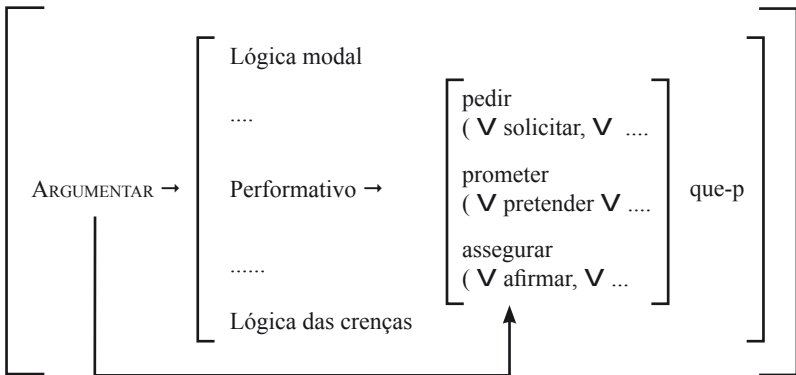 Lógica modal
....
ARGUMENTAR → Performativo →
pedir
( V solicitar, V ....
prometer
( V pretender V ....
assegurar
( V afirmar, V ...
que-p
......
Lógica das crenças